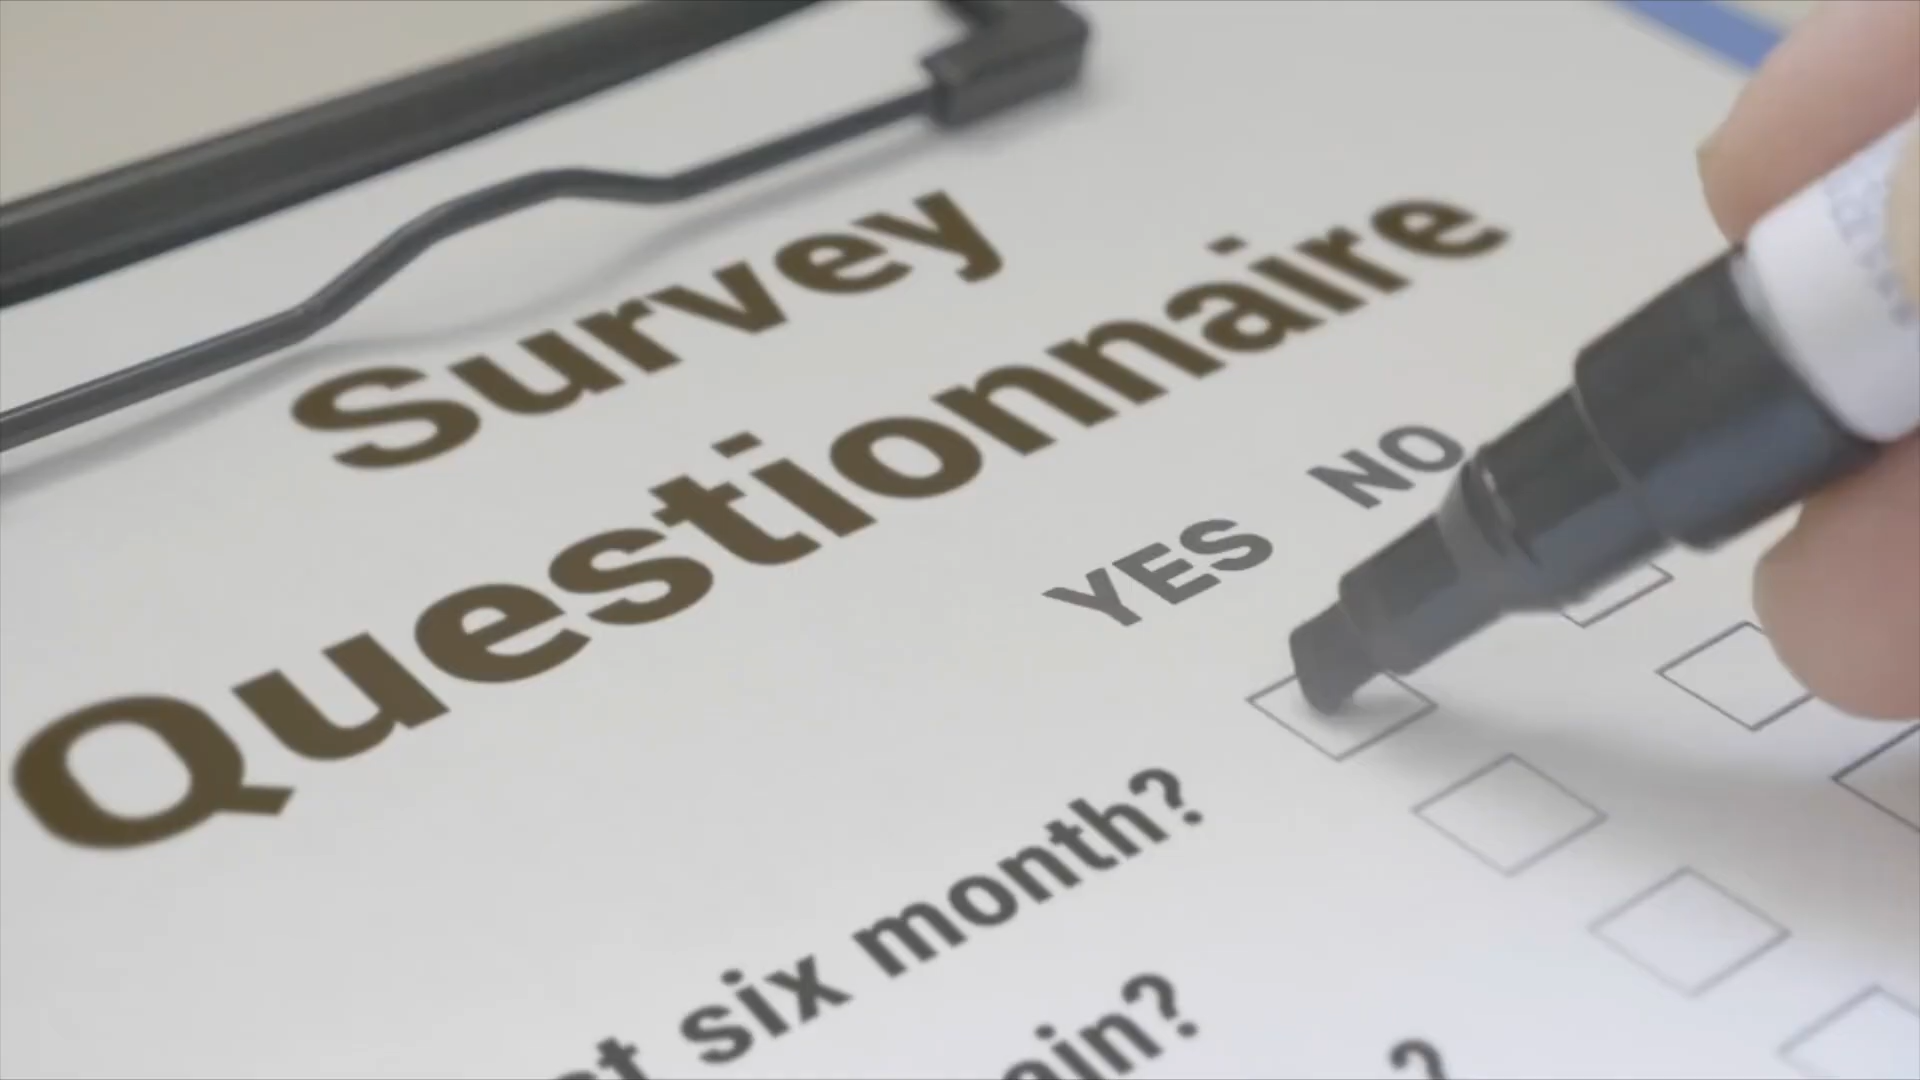 Survey
Questionnaire
YES NO
six month?
?